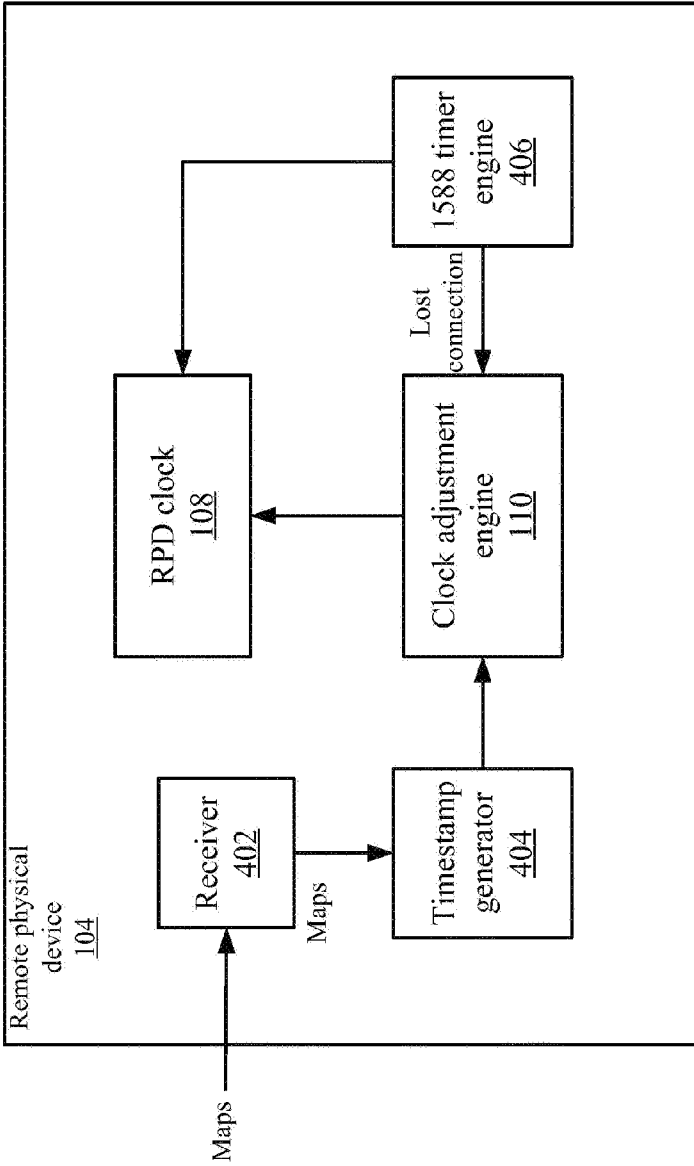 Remote physical
device
104
Maps
Receiver
402
Maps
Timestamp
generator
404
RPD clock
108
Clock adjustment
engine
110
Lost
connection
1588 timer
engine
406